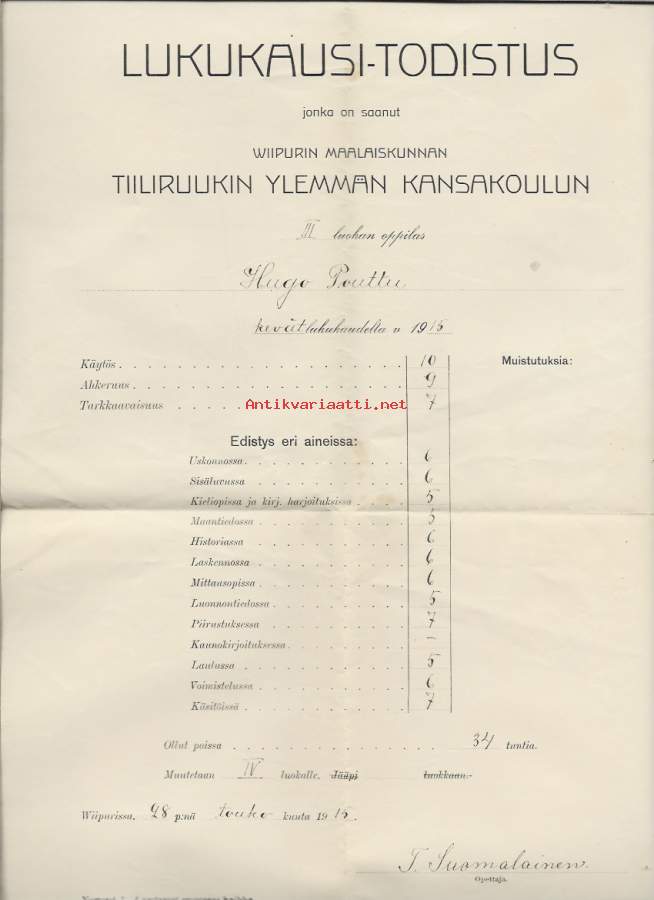 LUKUKAUSI-TODISTUS
jonka on saanut
WIIPURIN MAALAISKUNNAN
TIILIRUUKIN YLEMMÄN KANSAKOULUN
III luokan oppilas
Hugo Pouttu
kevätlukukaudelta v 1915
Käytös 10 Muistutuksia:
Ahkeruus 9
Tarkkaavaisuus 7
Antikvariaatti.net
Edistys eri aineissa:
Uskonnossa 6
Sisäluvussa 6
Kieliopissa ja kirj. harjoituksissa 5
Maantiedossa 5
Historiassa 6
Laskennossa 6
Mittausopissa 6
Luonnontiedossa 5
Piirustuksessa 7
Kaunokirjoituksessa –
Laulussa 5
Voimistelussa 6
Käsitöissä 7
Ollut poissa 34 tuntia.
Muutetaan IV luokalle. Jääpi luokkaan.
Wiipurissa, 28 p:nä touko kuuta 1915.
T. Suomalainen
Opettaja.